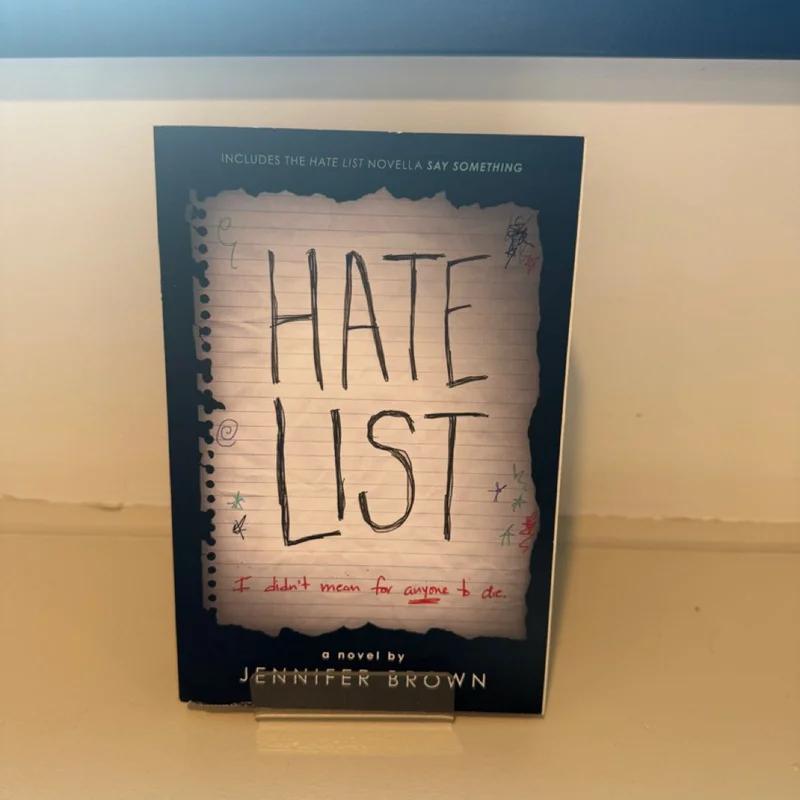 INCLUDES THE HATE LIST NOVELLA SAY SOMETHING
HATE
LIST
I didn't mean for anyone to die.
a novel by
JENNIFER BROWN